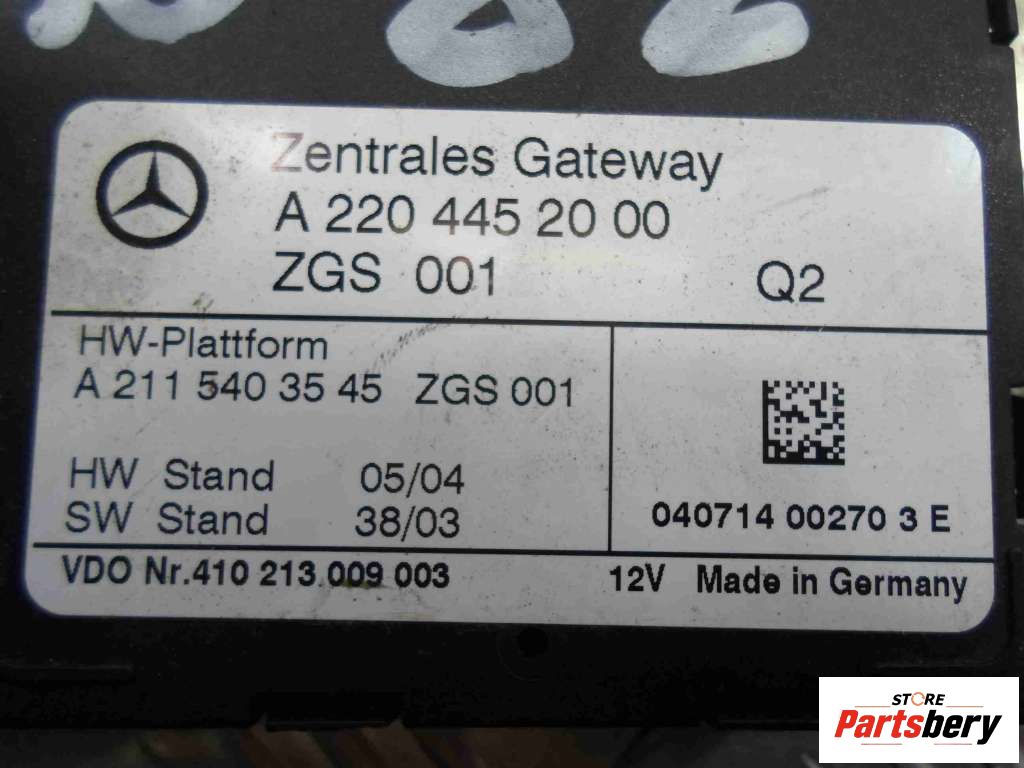 Zentrales Gateway
A 220 445 20 00
ZGS 001 Q2
HW-Plattform
A 211 540 35 45 ZGS 001
HW Stand 05/04
SW Stand 38/03
040714 00270 3 E
VDO Nr.410 213 009 003 12V Made in Germany
STORE
Partsbery